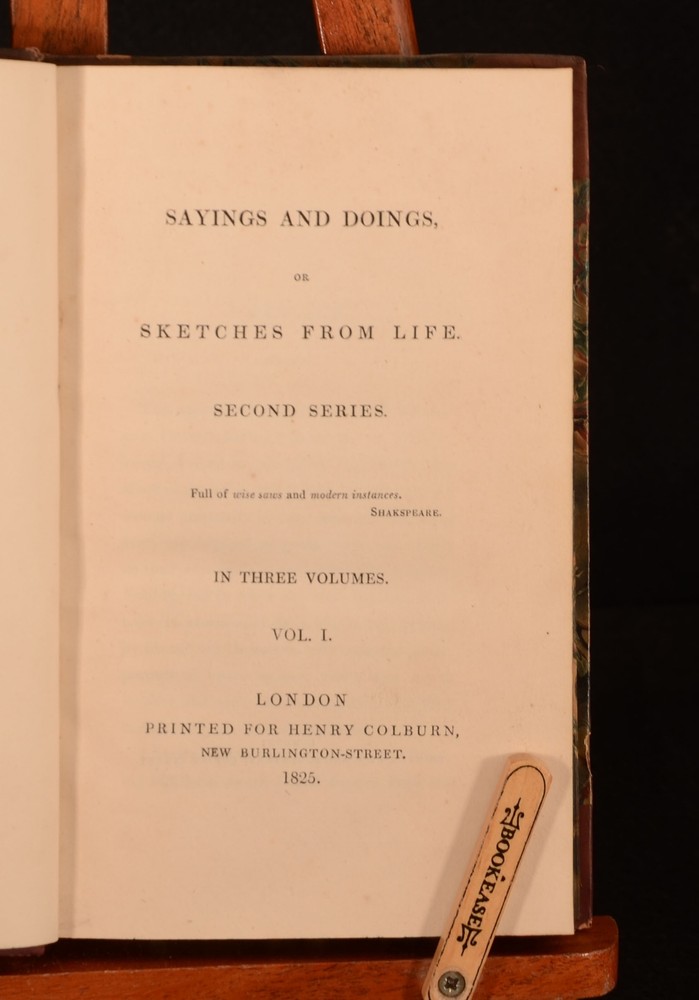 SAYINGS AND DOINGS,
OR
SKETCHES FROM LIFE.
SECOND SERIES.
Full of wise saws and modern instances.
SHAKSPEARE.
IN THREE VOLUMES.
VOL. I.
LONDON
PRINTED FOR HENRY COLBURN,
NEW BURLINGTON-STREET.
1825.
BOOKEASEL